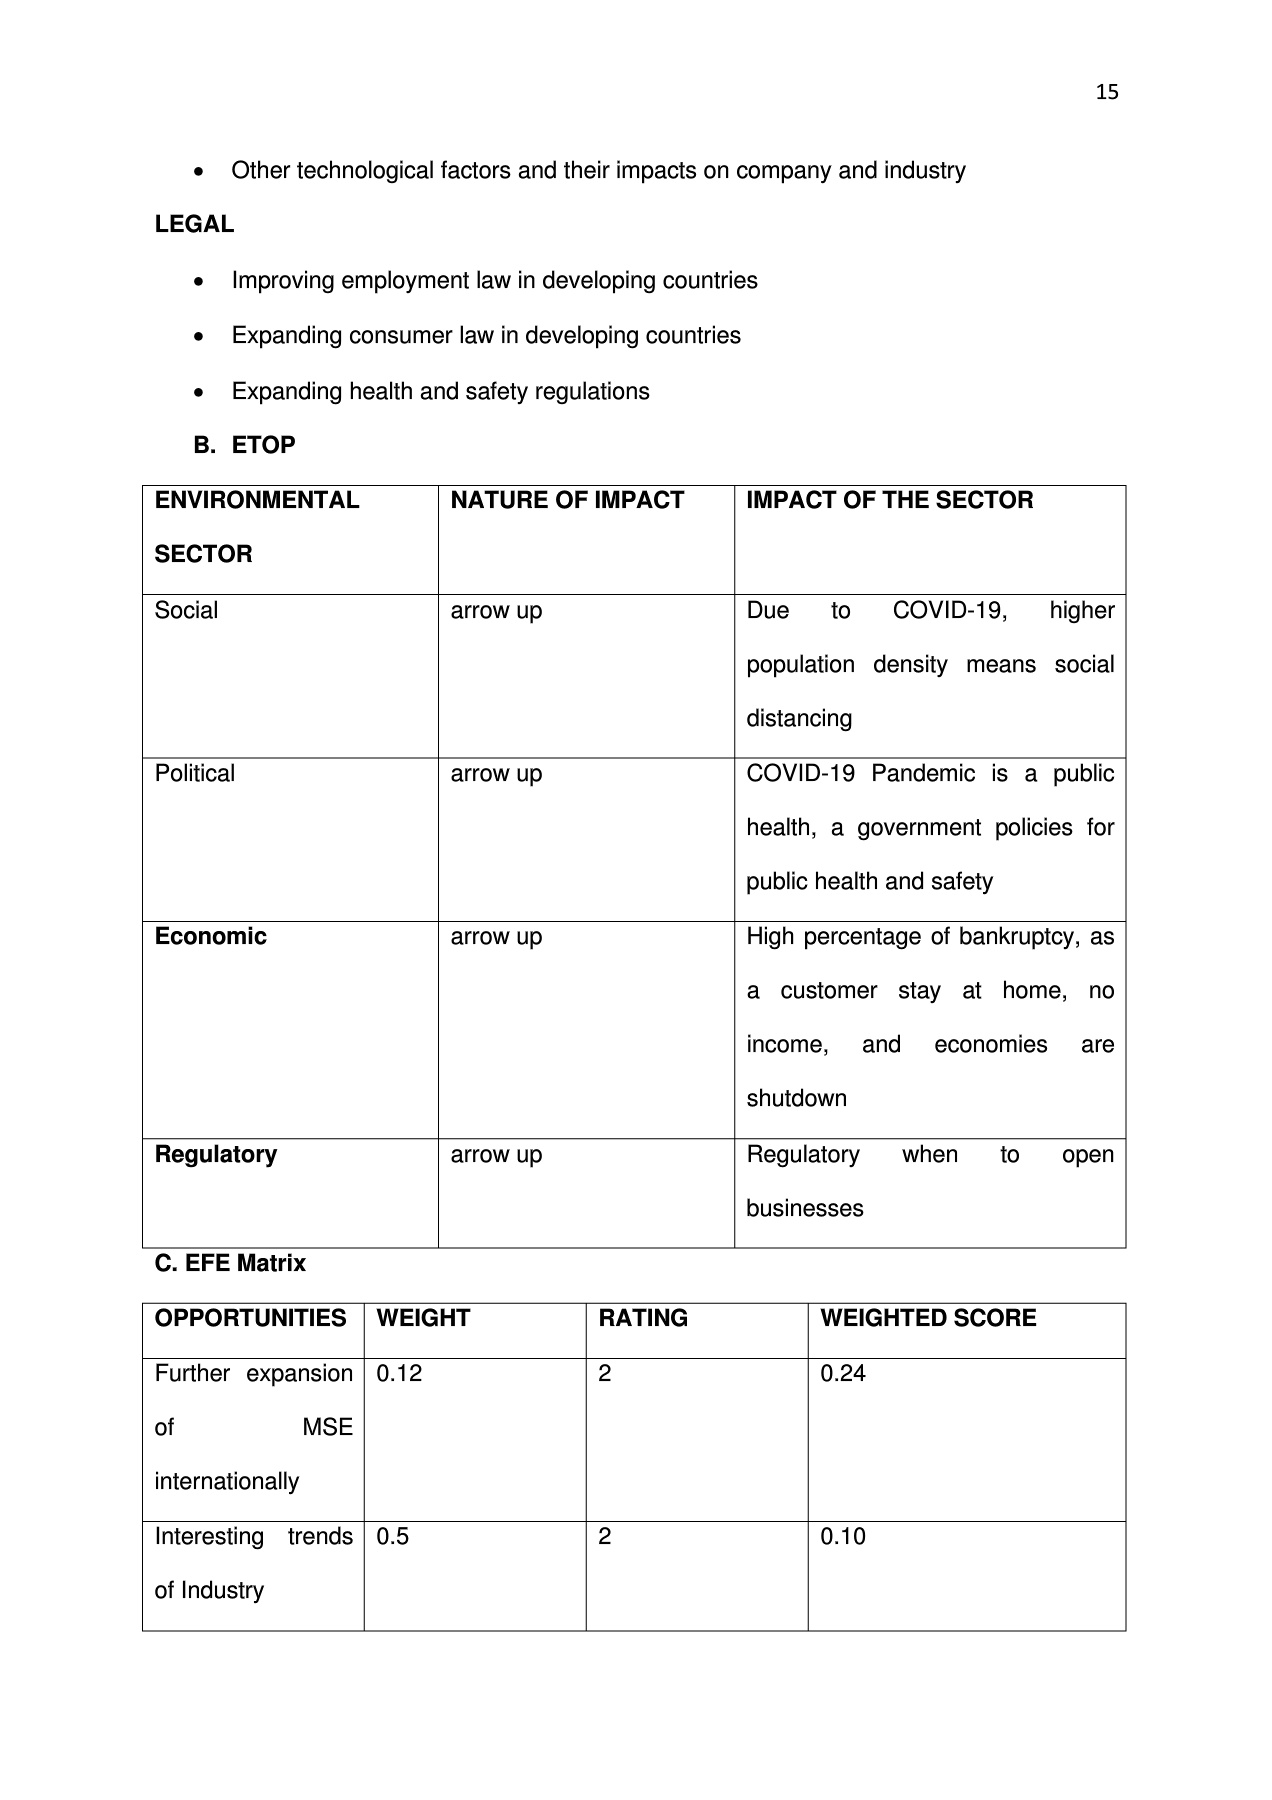 15
• Other technological factors and their impacts on company and industry
LEGAL
• Improving employment law in developing countries
• Expanding consumer law in developing countries
• Expanding health and safety regulations
B. ETOP
ENVIRONMENTAL SECTOR NATURE OF IMPACT IMPACT OF THE SECTOR
Social arrow up Due to COVID-19, higher
population density means social
distancing
Political arrow up COVID-19 Pandemic is a public
health, a government policies for
public health and safety
Economic arrow up High percentage of bankruptcy, as
a customer stay at home, no
income, and economies are
shutdown
Regulatory arrow up Regulatory when to open
businesses
C. EFE Matrix
OPPORTUNITIES WEIGHT RATING WEIGHTED SCORE
Further expansion 0.12 2 0.24
of MSE
internationally
Interesting trends 0.5 2 0.10
of Industry